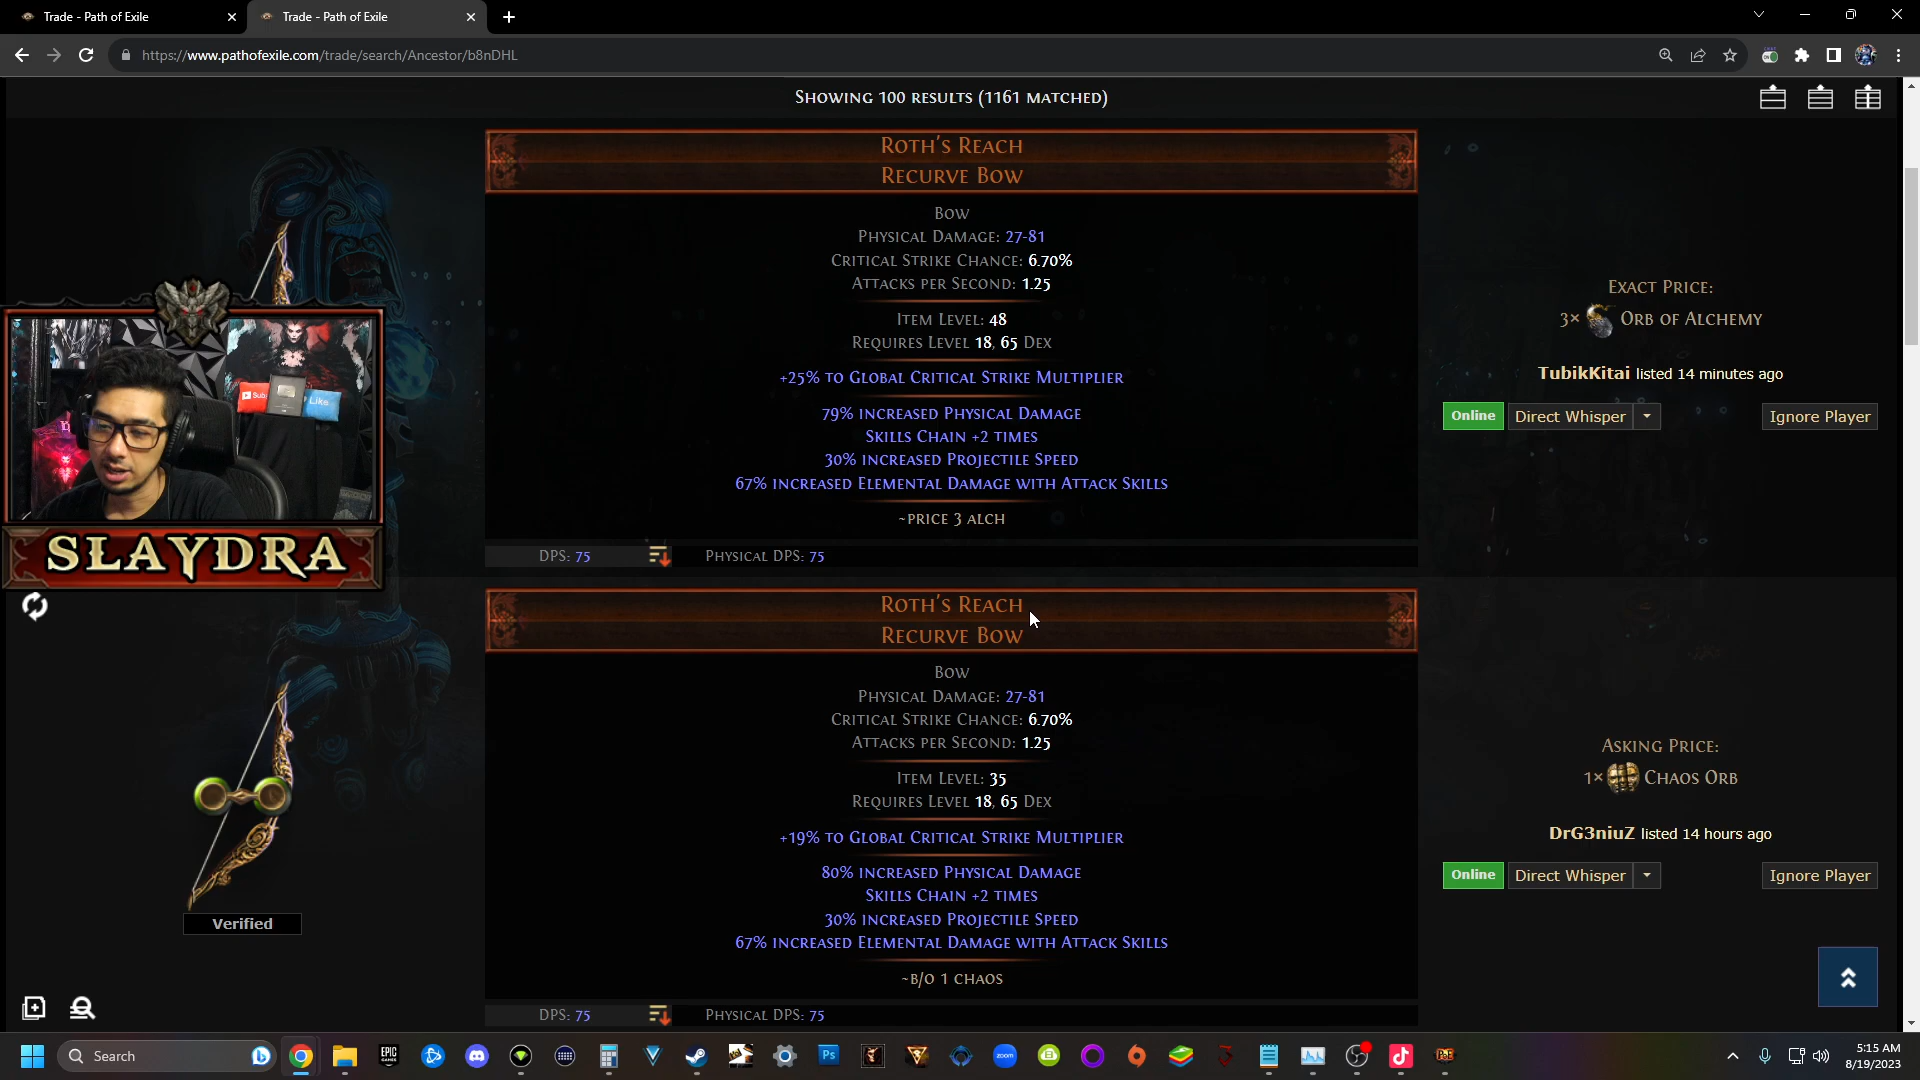 Trade - Path of Exile
Trade - Path of Exile
https://www.pathofexile.com/trade/search/Ancestor/b8nDHL
Showing 100 results (1161 matched)
Roth's Reach
Recurve Bow
Bow
Physical Damage: 27-81
Critical Strike Chance: 6.70%
Attacks per Second: 1.25
Item Level: 48
Requires Level 18, 65 Dex
+25% to Global Critical Strike Multiplier
79% increased Physical Damage
Skills Chain +2 times
30% increased Projectile Speed
67% increased Elemental Damage with Attack Skills
~price 3 alch
DPS: 75
Physical DPS: 75
Exact Price:
3× Orb of Alchemy
TubikKitai listed 14 minutes ago
Online
Direct Whisper
Ignore Player
Sub
Like
SLAYDRA
Roth's Reach
Recurve Bow
Bow
Physical Damage: 27-81
Critical Strike Chance: 6.70%
Attacks per Second: 1.25
Item Level: 35
Requires Level 18, 65 Dex
+19% to Global Critical Strike Multiplier
80% increased Physical Damage
Skills Chain +2 times
30% increased Projectile Speed
67% increased Elemental Damage with Attack Skills
~b/o 1 chaos
DPS: 75
Physical DPS: 75
Asking Price:
1× Chaos Orb
DrG3niuZ listed 14 hours ago
Online
Direct Whisper
Ignore Player
Verified
Search
EPIC
Ps
zoom
5:15 AM
8/19/2023